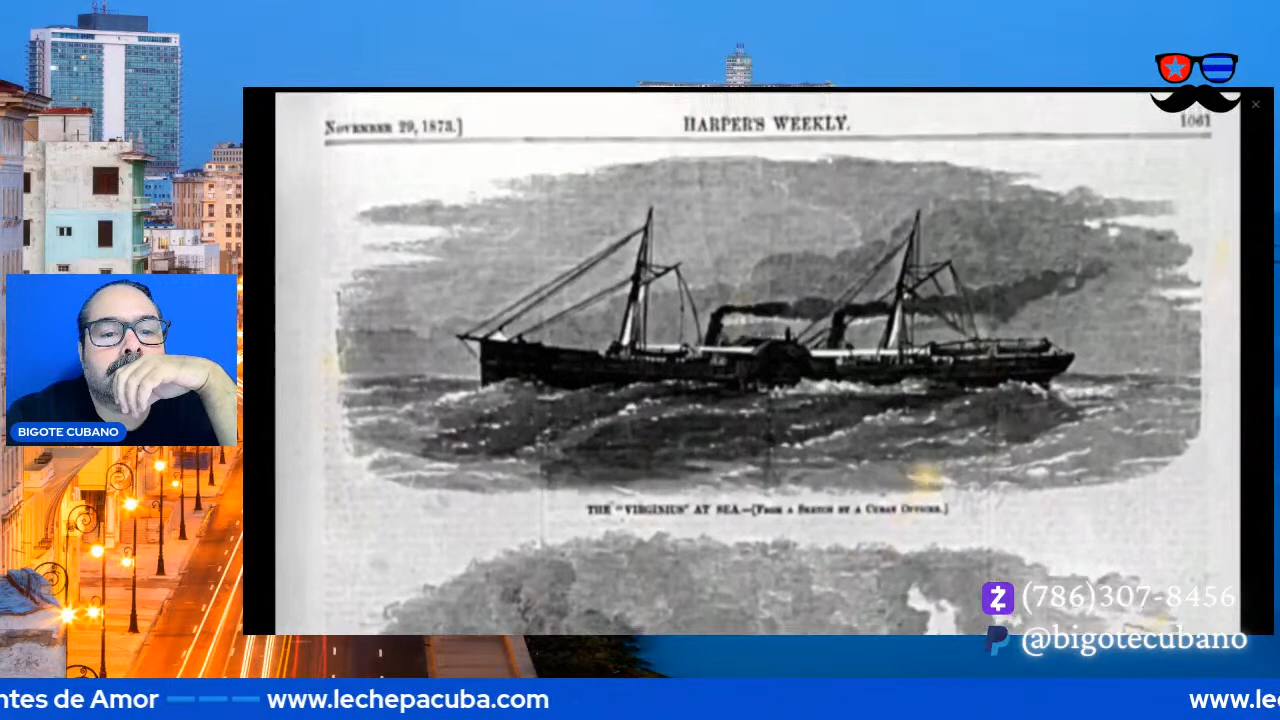 NOVEMBER 29, 1873.]
HARPER'S WEEKLY.
1061
THE "VIRGINIUS" AT SEA.—[FROM A SKETCH BY A CUBAN OFFICER.]
BIGOTE CUBANO
(786)307-8456
@bigotecubano
ntes de Amor
www.lechepacuba.com
www.lec